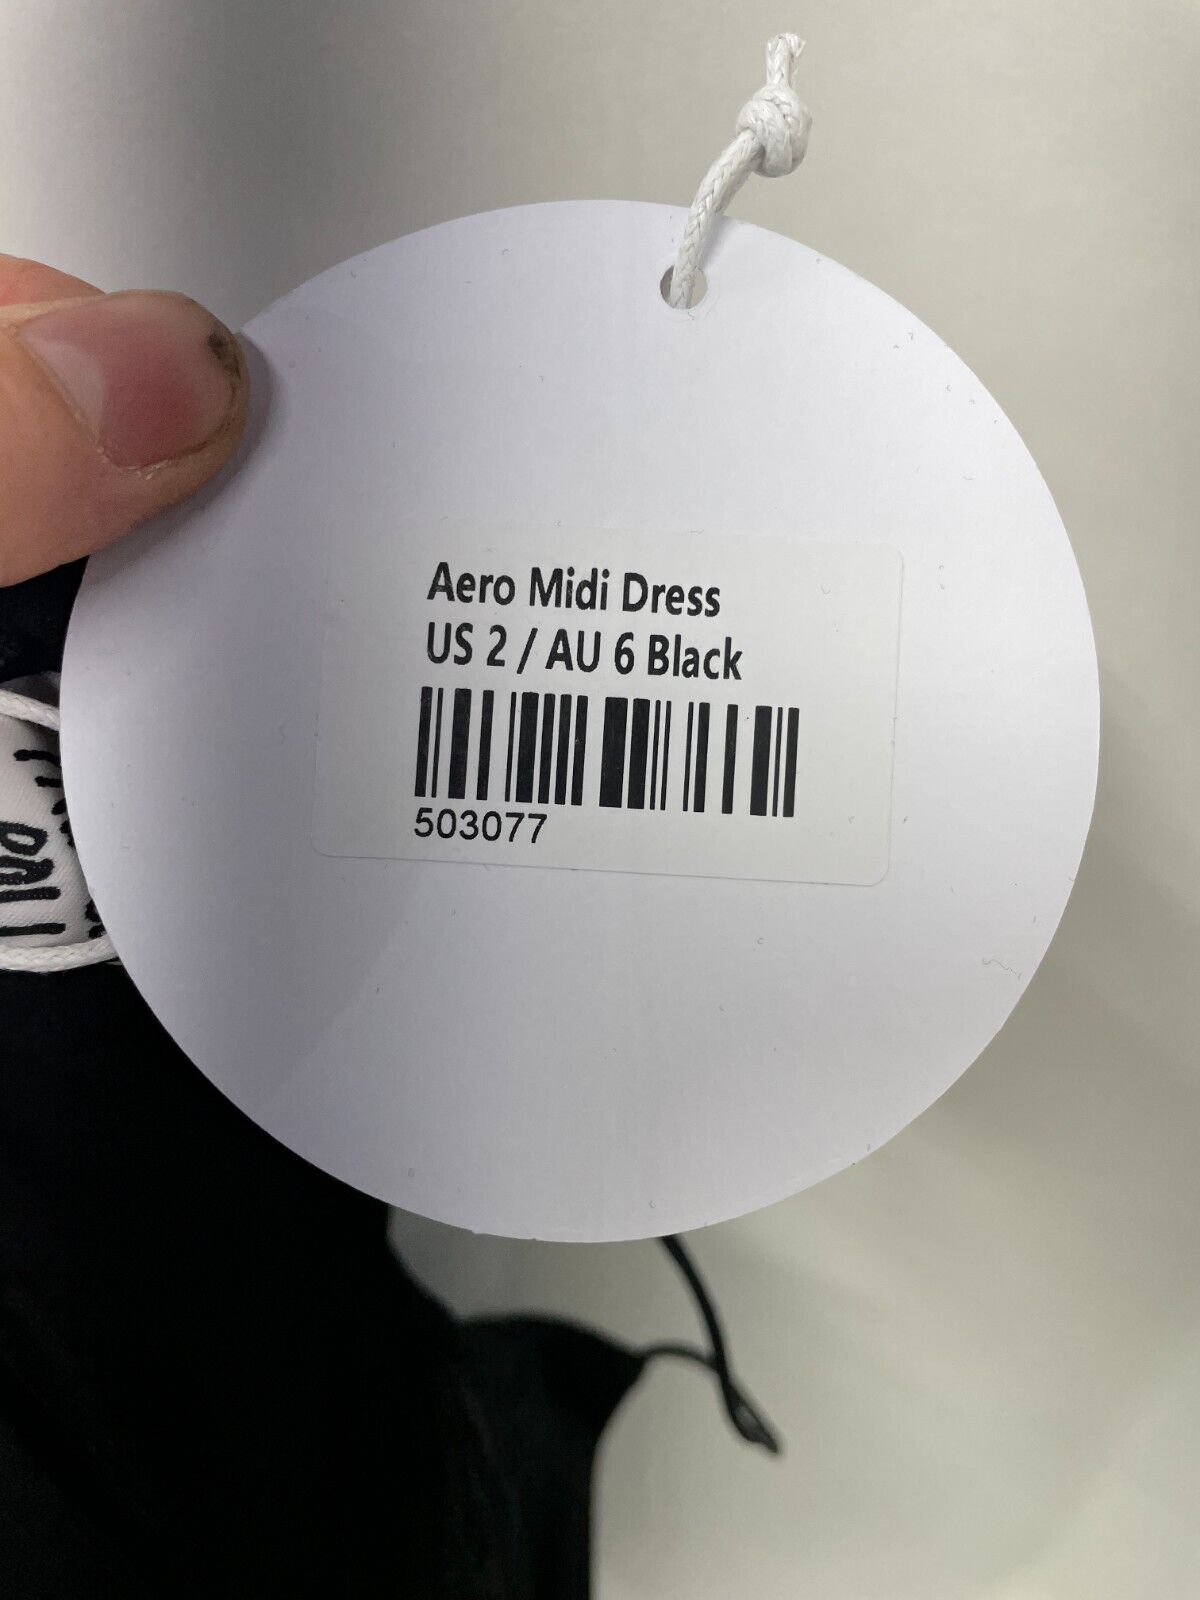 Aero Midi Dress
US 2 / AU 6 Black
503077